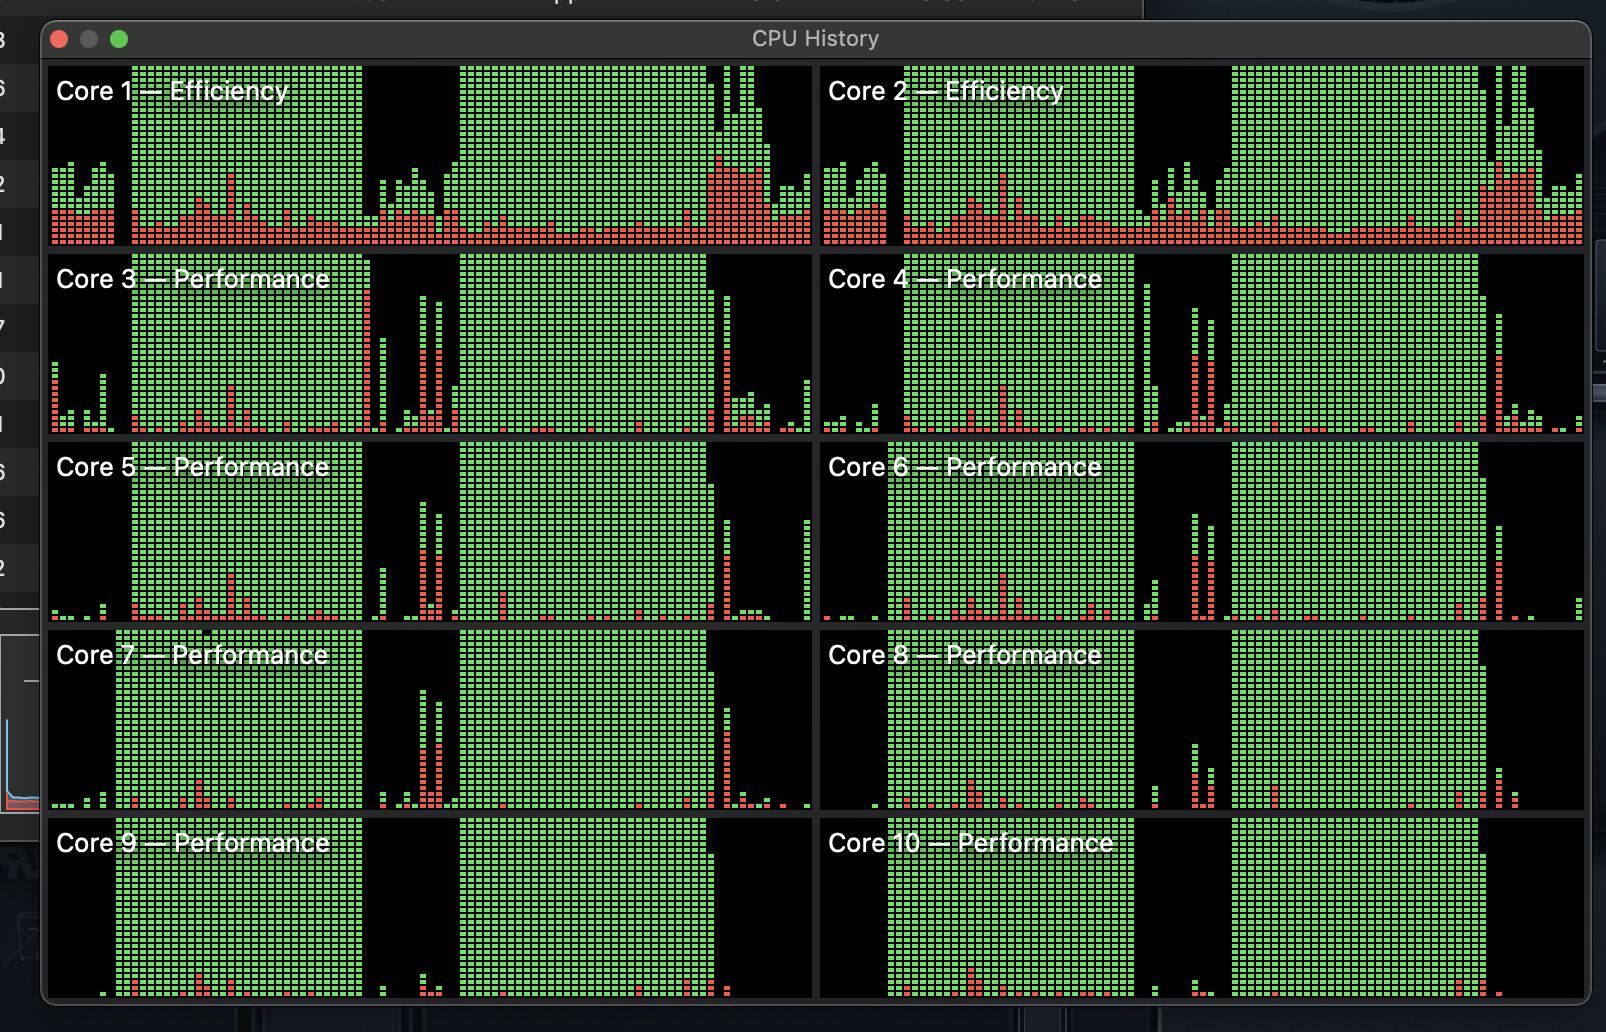 CPU History
Core 1 — Efficiency
Core 2 — Efficiency
Core 3 — Performance
Core 4 — Performance
Core 5 — Performance
Core 6 — Performance
Core 7 — Performance
Core 8 — Performance
Core 9 — Performance
Core 10 — Performance